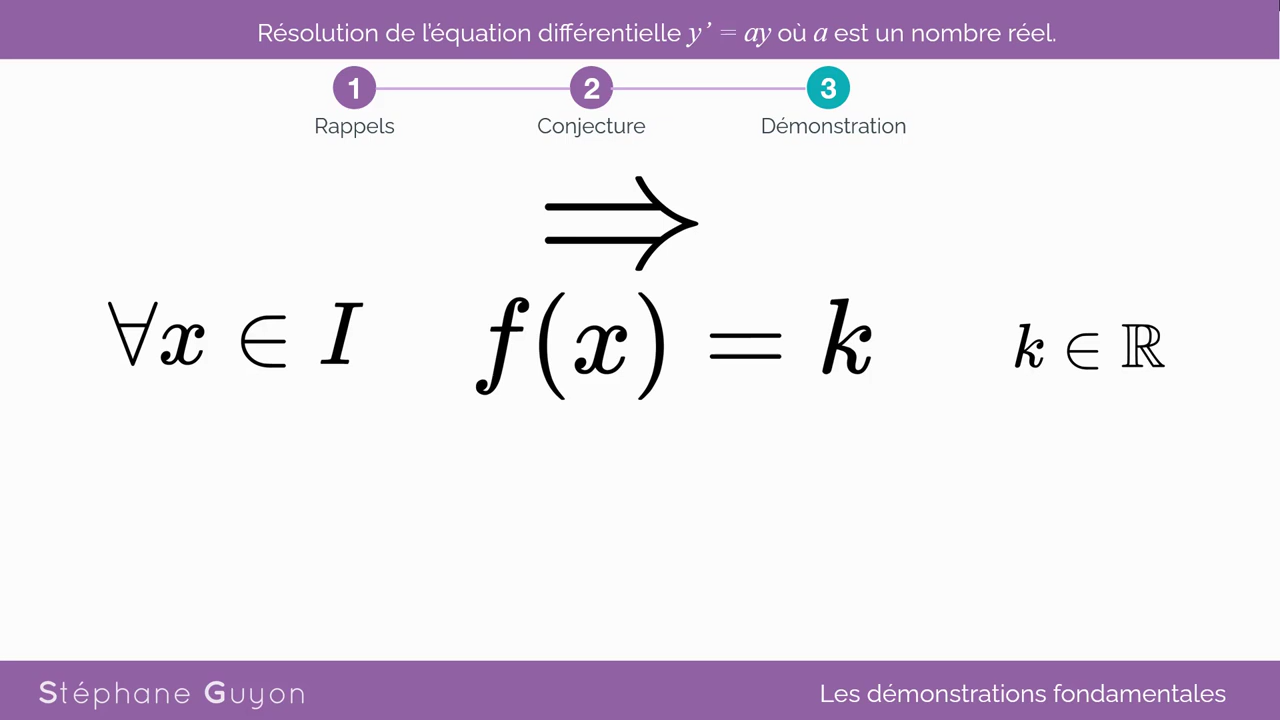 Résolution de l’équation différentielle y’ = ay où a est un nombre réel.
1 2 3
Rappels Conjecture Démonstration
⇒
∀x ∈ I f(x) = k k ∈ ℝ
Stéphane Guyon Les démonstrations fondamentales